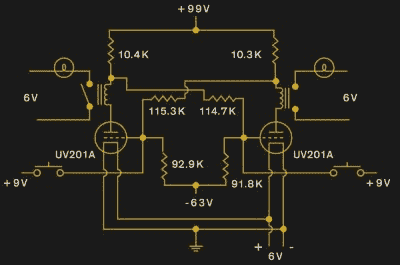 +99V
10.4K
10.3K
6V
6V
115.3K
114.7K
UV201A
92.9K
91.8K
UV201A
+9V
-63V
+9V
+ -
6V